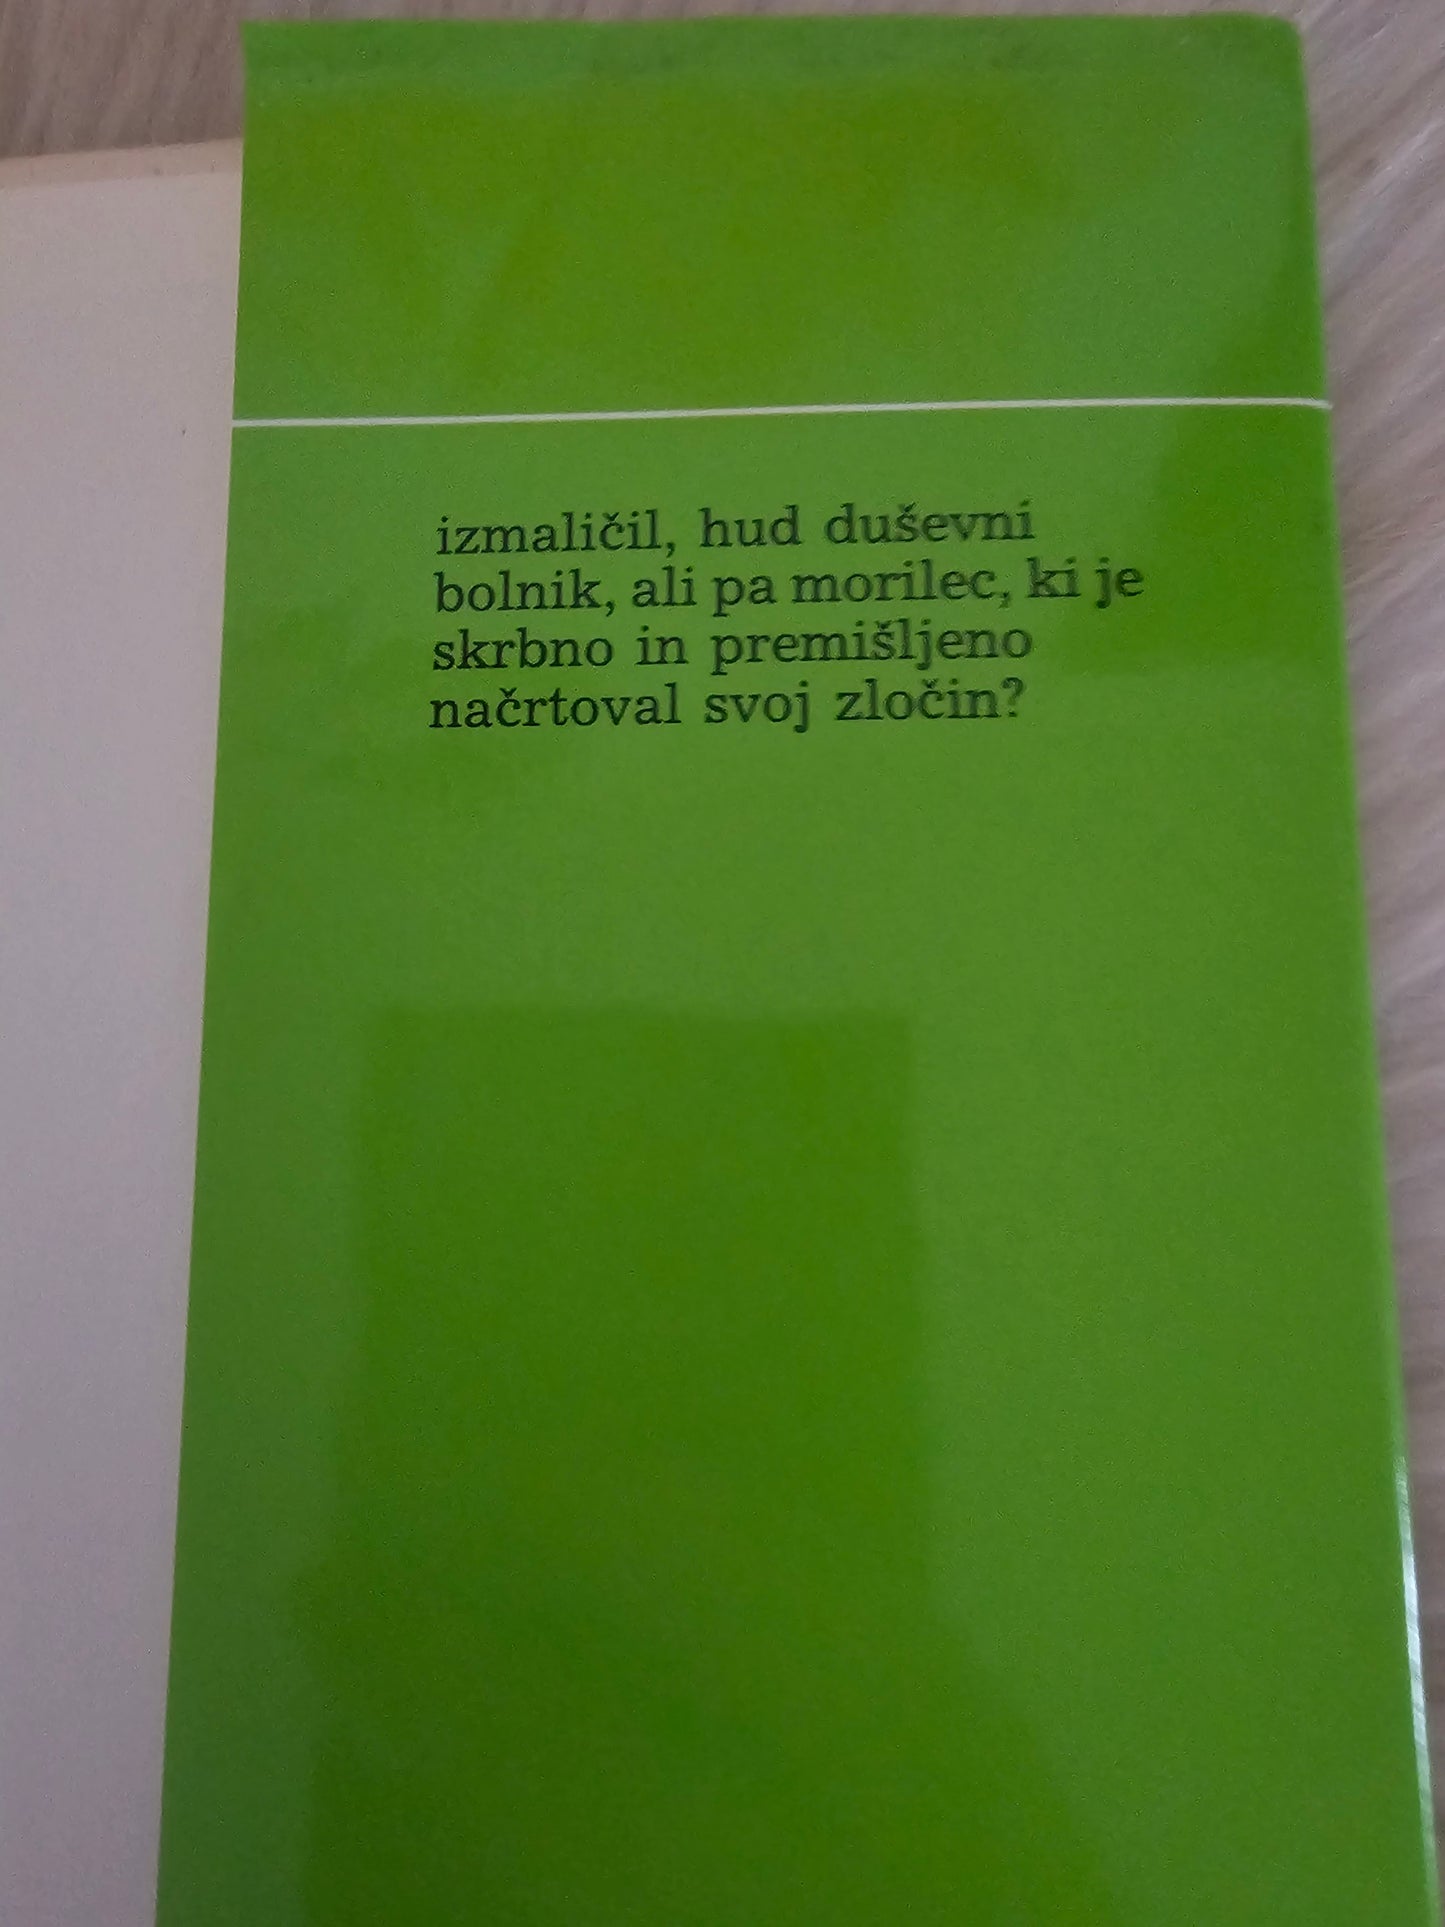 izmaličil, hud duševni
bolnik, ali pa morilec, ki je
skrbno in premišljeno
načrtoval svoj zločin?